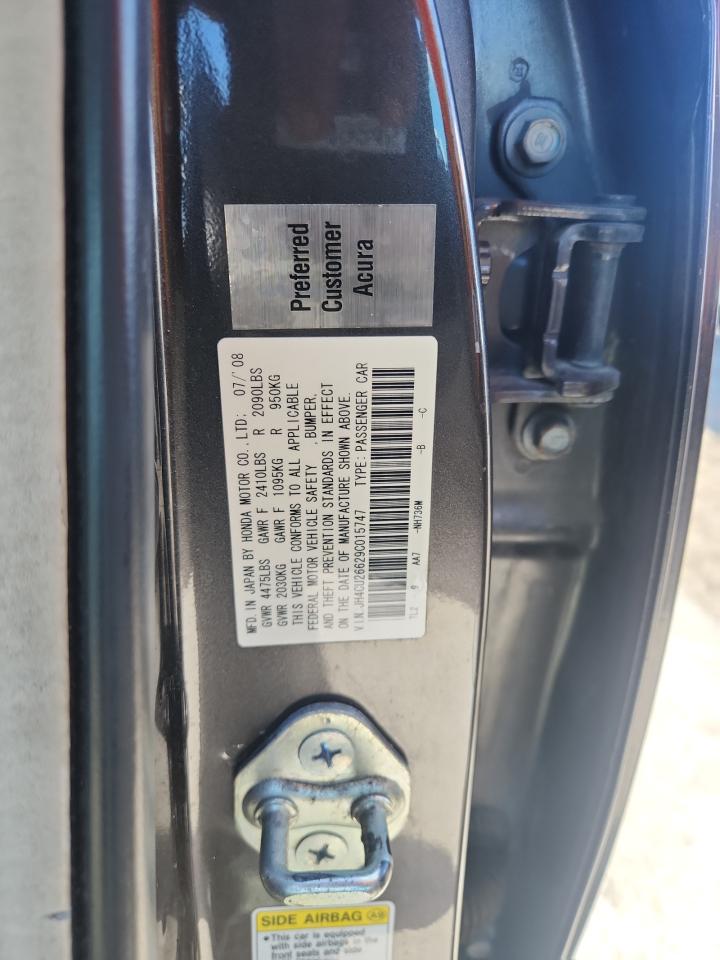 Preferred
Customer
Acura
MFD. IN JAPAN BY HONDA MOTOR CO., LTD: 07/'08
GVWR 4475LBS GAWR F 2410LBS R 2090LBS
GVWR 2030KG GAWR F 1095KG R 950KG
THIS VEHICLE CONFORMS TO ALL APPLICABLE
FEDERAL MOTOR VEHICLE SAFETY , BUMPER,
AND THEFT PREVENTION STANDARDS IN EFFECT
ON THE DATE OF MANUFACTURE SHOWN ABOVE.
V.I.N. JH4CU26629C015747 TYPE: PASSENGER CAR
TL2 9 AA7 -NH736M -B -C
SIDE AIRBAG
• This car is equipped
with side airbags in the
front seats and side